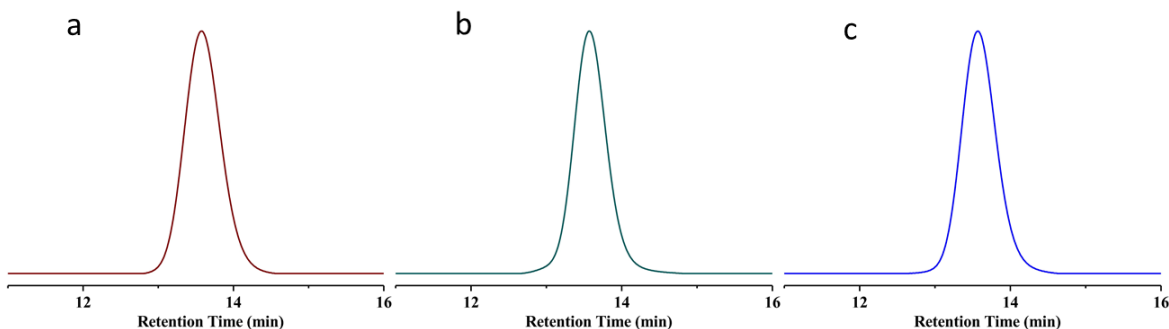 a
b
c
12 14 16
12 14 16
12 14 16
Retention Time (min)
Retention Time (min)
Retention Time (min)